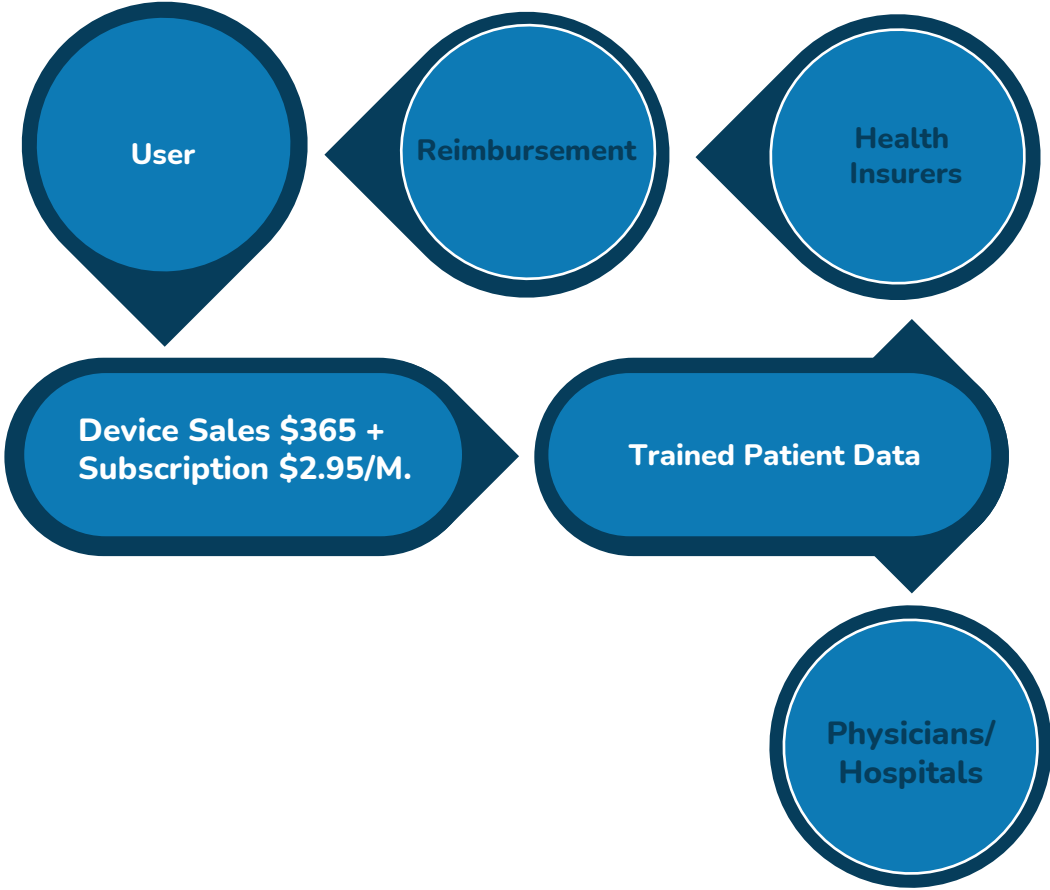 User
Reimbursement
Health
Insurers
Device Sales $365 +
Subscription $2.95/M.
Trained Patient Data
Physicians/
Hospitals